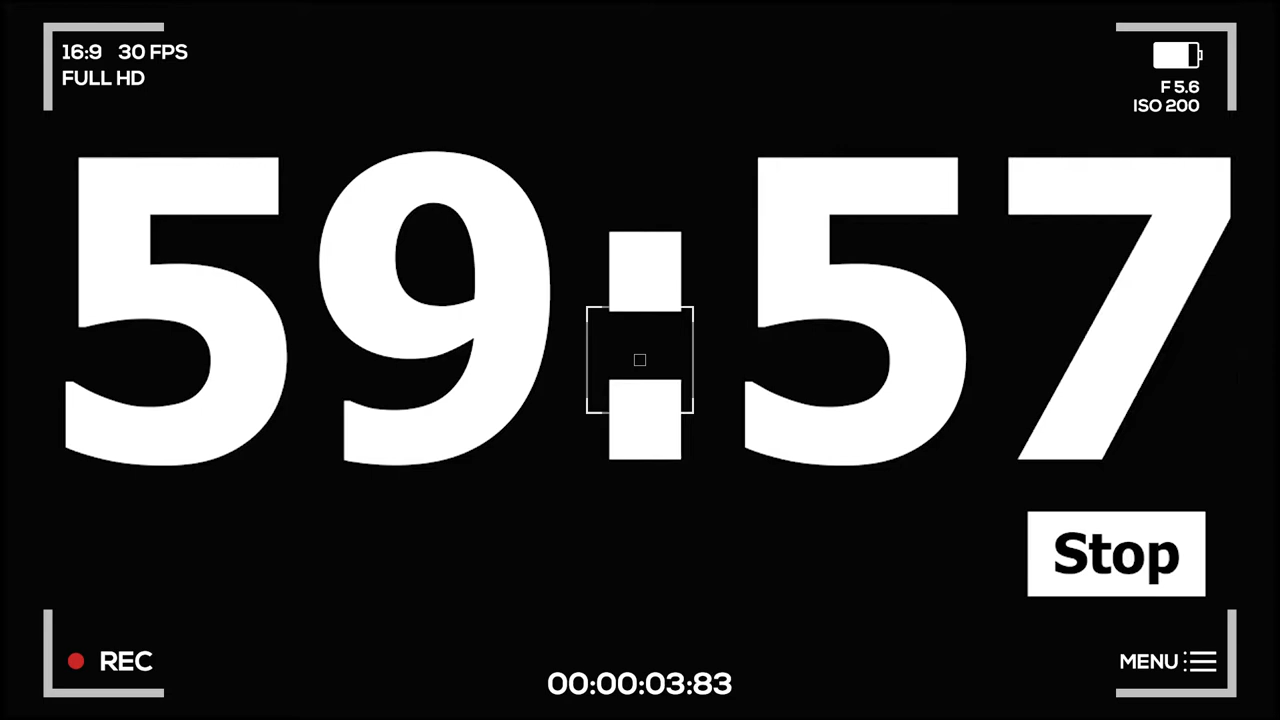 16:9 30 FPS
FULL HD
F 5.6
ISO 200
59:57
Stop
REC
00:00:03:83
MENU